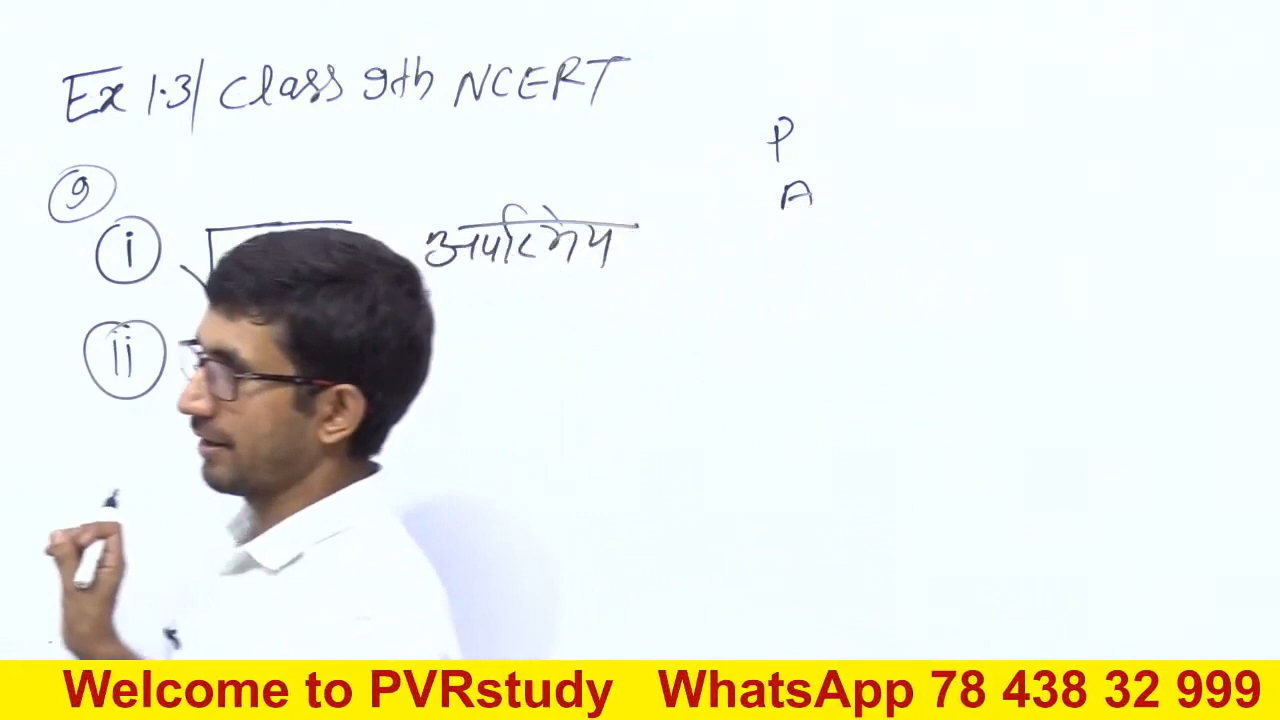 Ex 1.3 | Class 9th NCERT
P
A
9
i √ अपरिमेय
ii
Welcome to PVRstudy WhatsApp 78 438 32 999